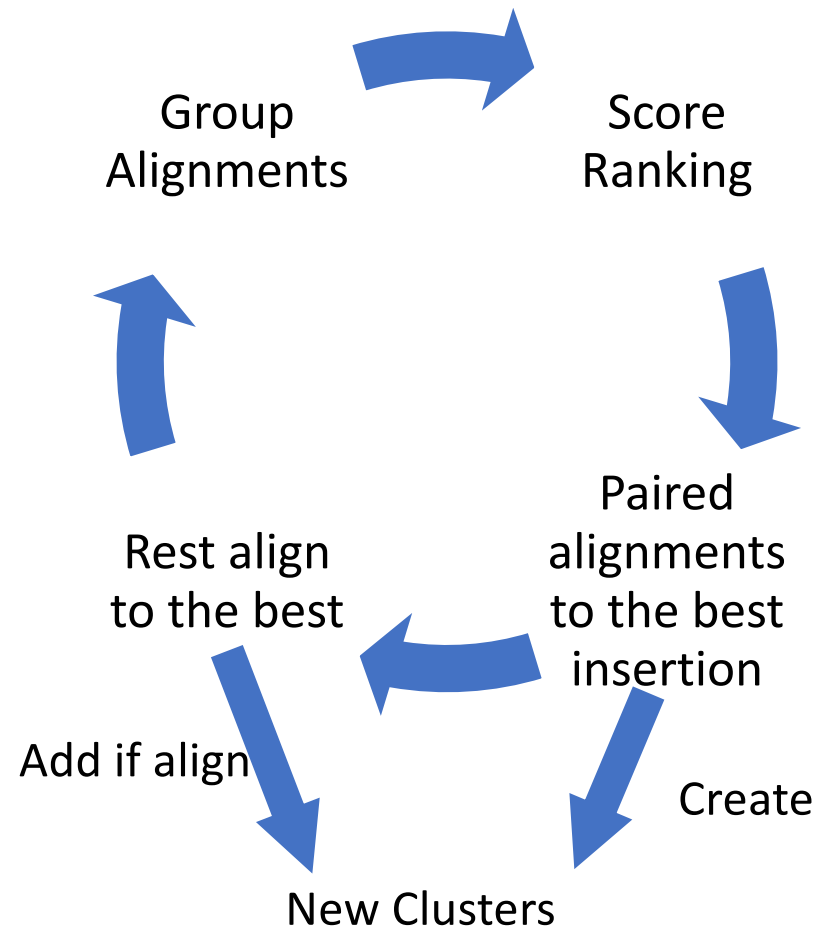 Group
Alignments
Score
Ranking
Paired
alignments
to the best
insertion
Rest align
to the best
Add if align
Create
New Clusters